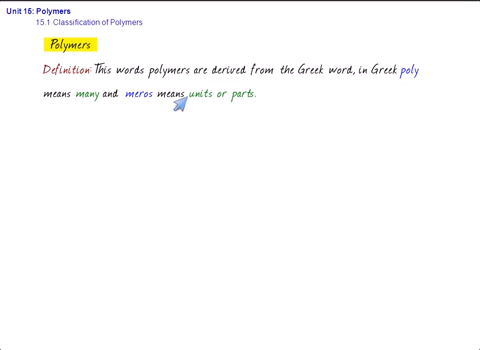 Unit 15: Polymers
15.1 Classification of Polymers
Polymers
Definition: This words polymers are derived from the Greek word, in Greek poly
means many and meros means units or parts.